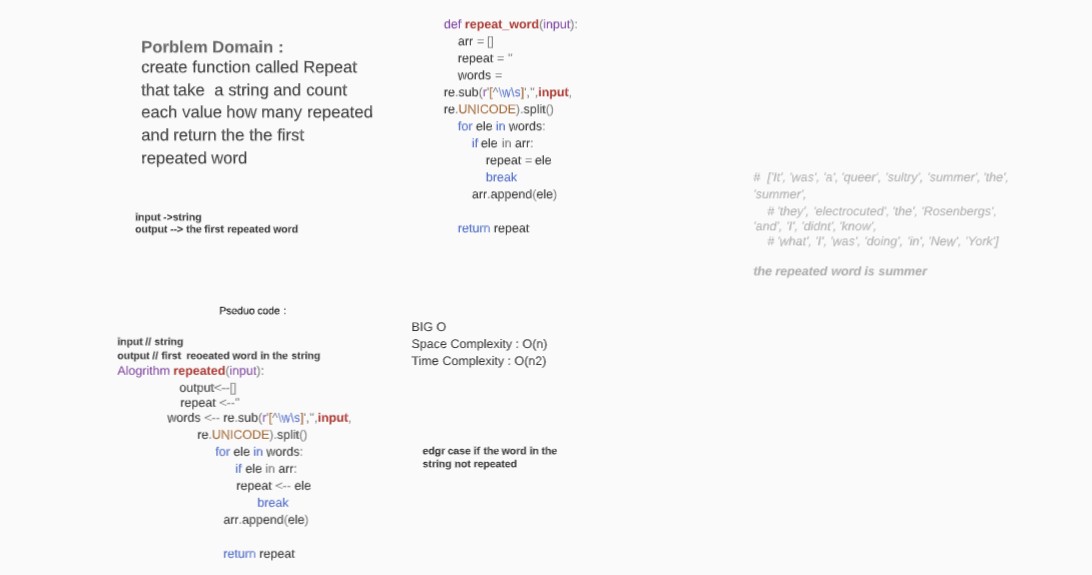 Porblem Domain :
create function called Repeat
that take  a string and count
each value how many repeated
and return the the first
repeated word
input ->string
output --> the first repeated word
def repeat_word(input):
arr = []
repeat = ''
words =
re.sub(r'[^\w\s]','',input,
re.UNICODE).split()
for ele in words:
if ele in arr:
repeat = ele
break
arr.append(ele)
return repeat
# ['It', 'was', 'a', 'queer', 'sultry', 'summer', 'the',
'summer',
# 'they', 'electrocuted', 'the', 'Rosenbergs',
'and', 'I', 'didnt', 'know',
# 'what', 'I', 'was', 'doing', 'in', 'New', 'York']
the repeated word is summer
Pseduo code :
input // string
output // first reoeated word in the string
Alogrithm repeated(input):
output<--[]
repeat <--''
words <-- re.sub(r'[^\w\s]','',input,
re.UNICODE).split()
for ele in words:
if ele in arr:
repeat <-- ele
break
arr.append(ele)
return repeat
BIG O
Space Complexity : O(n)
Time Complexity : O(n2)
edgr case if the word in the
string not repeated